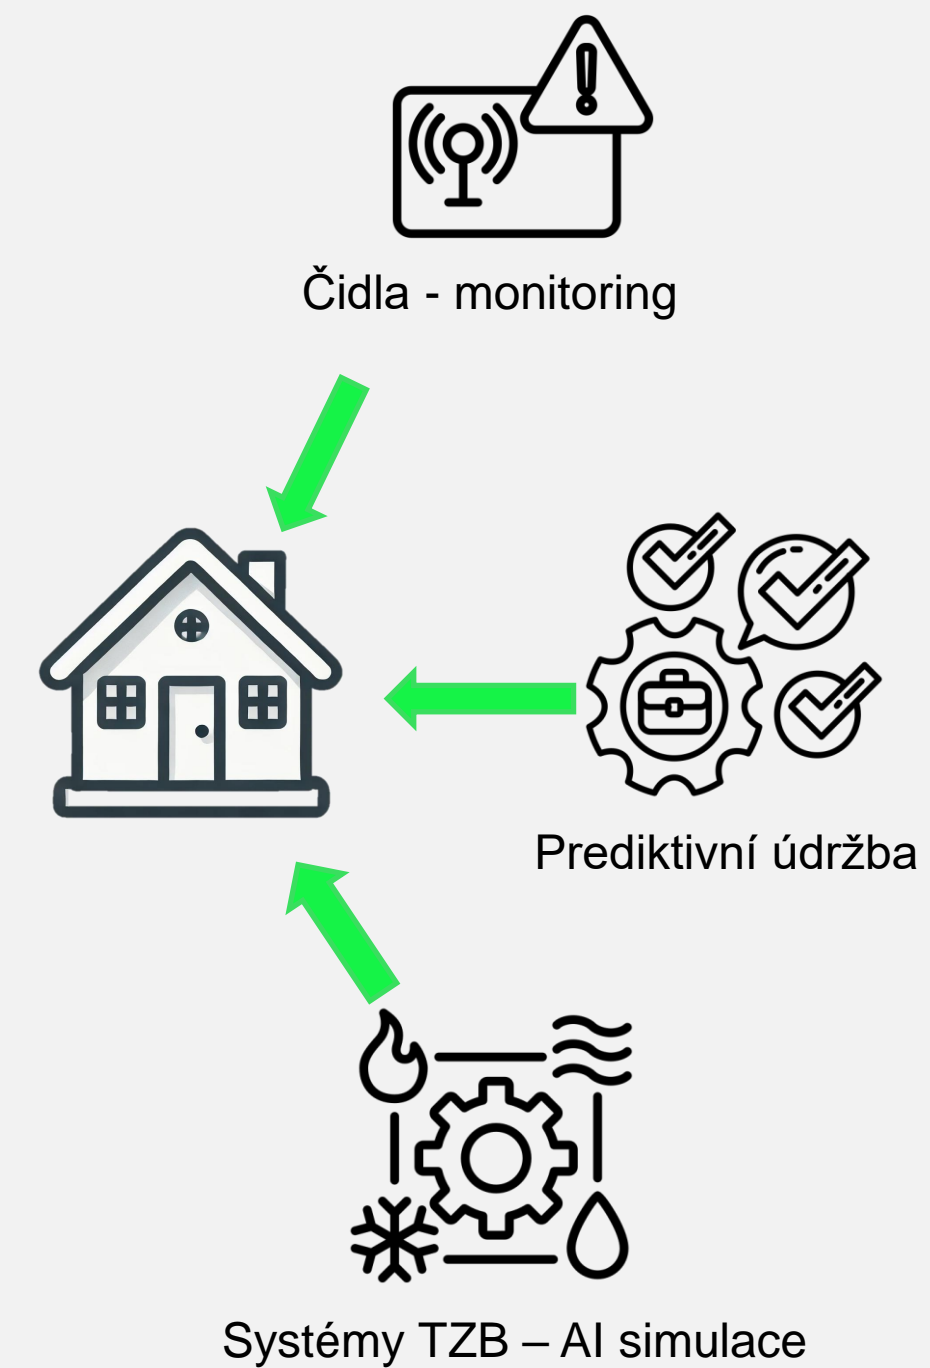 Čidla - monitoring
Prediktivní údržba
Systémy TZB – AI simulace